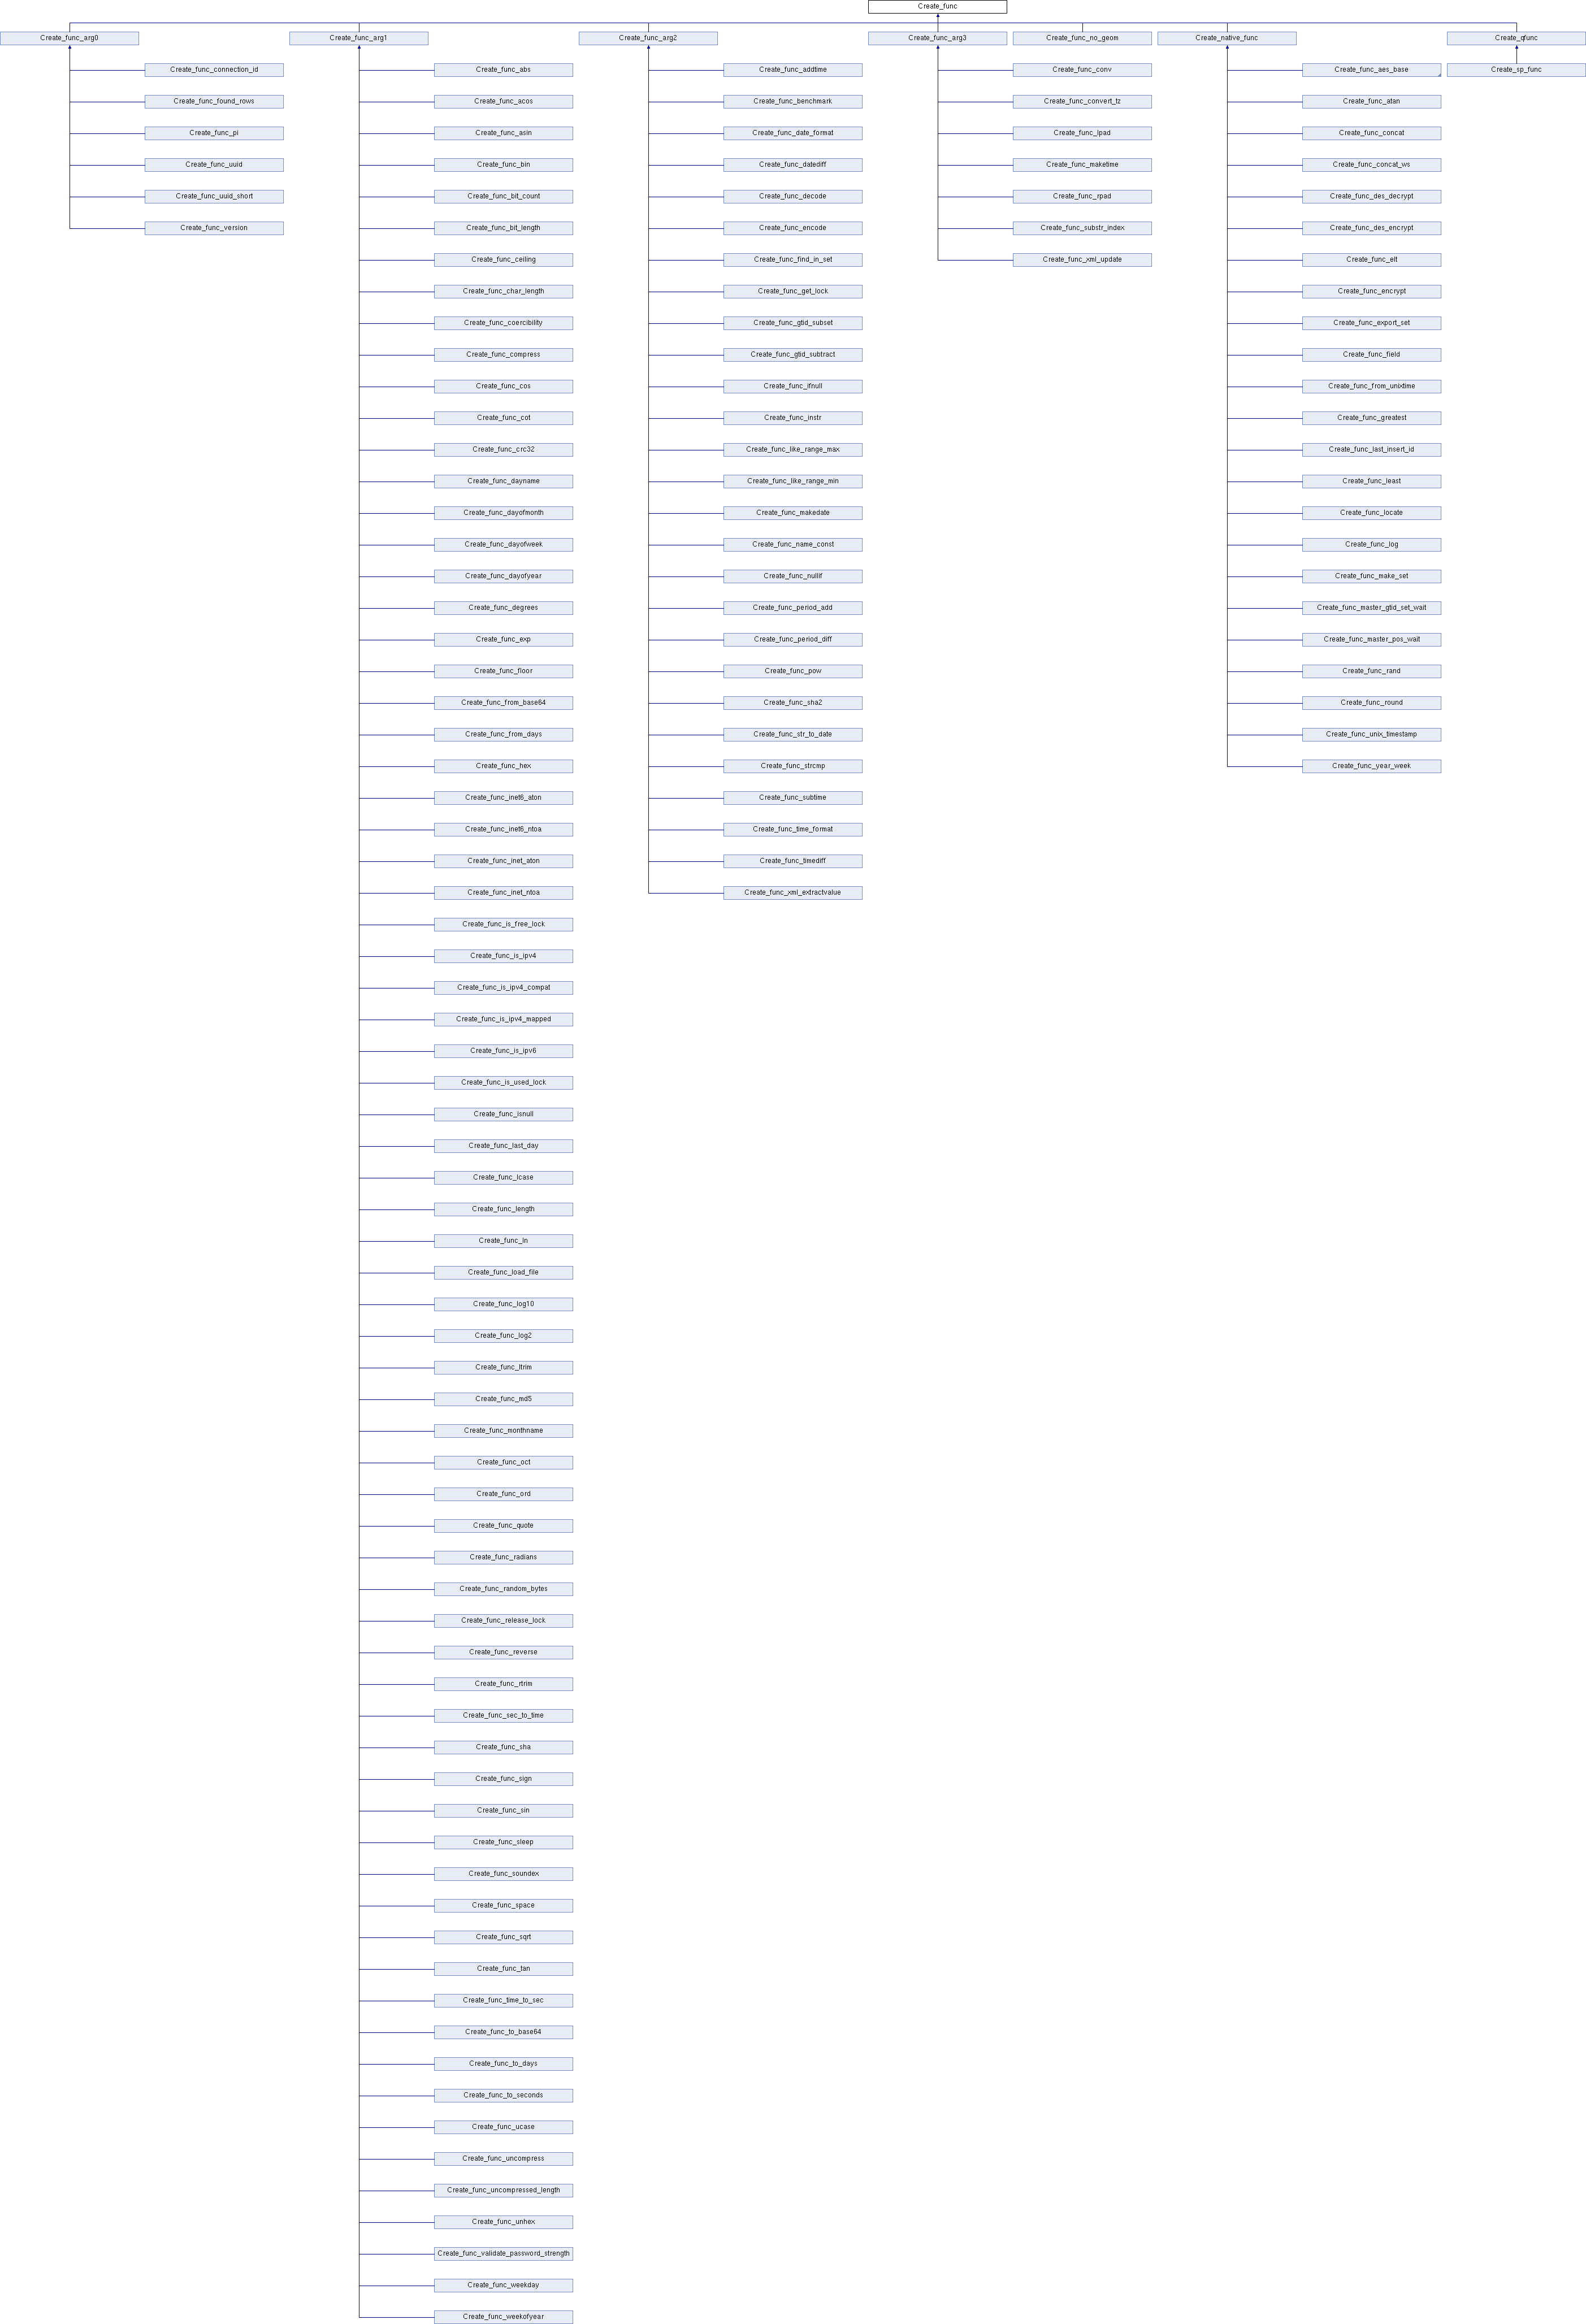 Create_func
Create_func_arg0
Create_func_arg1
Create_func_arg2
Create_func_arg3
Create_func_no_geom
Create_native_func
Create_qfunc
Create_func_connection_id
Create_func_found_rows
Create_func_pi
Create_func_uuid
Create_func_uuid_short
Create_func_version
Create_func_abs
Create_func_acos
Create_func_asin
Create_func_bin
Create_func_bit_count
Create_func_bit_length
Create_func_ceiling
Create_func_char_length
Create_func_coercibility
Create_func_compress
Create_func_cos
Create_func_cot
Create_func_crc32
Create_func_dayname
Create_func_dayofmonth
Create_func_dayofweek
Create_func_dayofyear
Create_func_degrees
Create_func_exp
Create_func_floor
Create_func_from_base64
Create_func_from_days
Create_func_hex
Create_func_inet6_aton
Create_func_inet6_ntoa
Create_func_inet_aton
Create_func_inet_ntoa
Create_func_is_free_lock
Create_func_is_ipv4
Create_func_is_ipv4_compat
Create_func_is_ipv4_mapped
Create_func_is_ipv6
Create_func_is_used_lock
Create_func_isnull
Create_func_last_day
Create_func_lcase
Create_func_length
Create_func_ln
Create_func_load_file
Create_func_log10
Create_func_log2
Create_func_ltrim
Create_func_md5
Create_func_monthname
Create_func_oct
Create_func_ord
Create_func_quote
Create_func_radians
Create_func_random_bytes
Create_func_release_lock
Create_func_reverse
Create_func_rtrim
Create_func_sec_to_time
Create_func_sha
Create_func_sign
Create_func_sin
Create_func_sleep
Create_func_soundex
Create_func_space
Create_func_sqrt
Create_func_tan
Create_func_time_to_sec
Create_func_to_base64
Create_func_to_days
Create_func_to_seconds
Create_func_ucase
Create_func_uncompress
Create_func_uncompressed_length
Create_func_unhex
Create_func_validate_password_strength
Create_func_weekday
Create_func_weekofyear
Create_func_addtime
Create_func_benchmark
Create_func_date_format
Create_func_datediff
Create_func_decode
Create_func_encode
Create_func_find_in_set
Create_func_get_lock
Create_func_gtid_subset
Create_func_gtid_subtract
Create_func_ifnull
Create_func_instr
Create_func_like_range_max
Create_func_like_range_min
Create_func_makedate
Create_func_name_const
Create_func_nullif
Create_func_period_add
Create_func_period_diff
Create_func_pow
Create_func_sha2
Create_func_str_to_date
Create_func_strcmp
Create_func_subtime
Create_func_time_format
Create_func_timediff
Create_func_xml_extractvalue
Create_func_conv
Create_func_convert_tz
Create_func_lpad
Create_func_maketime
Create_func_rpad
Create_func_substr_index
Create_func_xml_update
Create_func_aes_base
Create_func_atan
Create_func_concat
Create_func_concat_ws
Create_func_des_decrypt
Create_func_des_encrypt
Create_func_elt
Create_func_encrypt
Create_func_export_set
Create_func_field
Create_func_from_unixtime
Create_func_greatest
Create_func_last_insert_id
Create_func_least
Create_func_locate
Create_func_log
Create_func_make_set
Create_func_master_gtid_set_wait
Create_func_master_pos_wait
Create_func_rand
Create_func_round
Create_func_unix_timestamp
Create_func_year_week
Create_sp_func